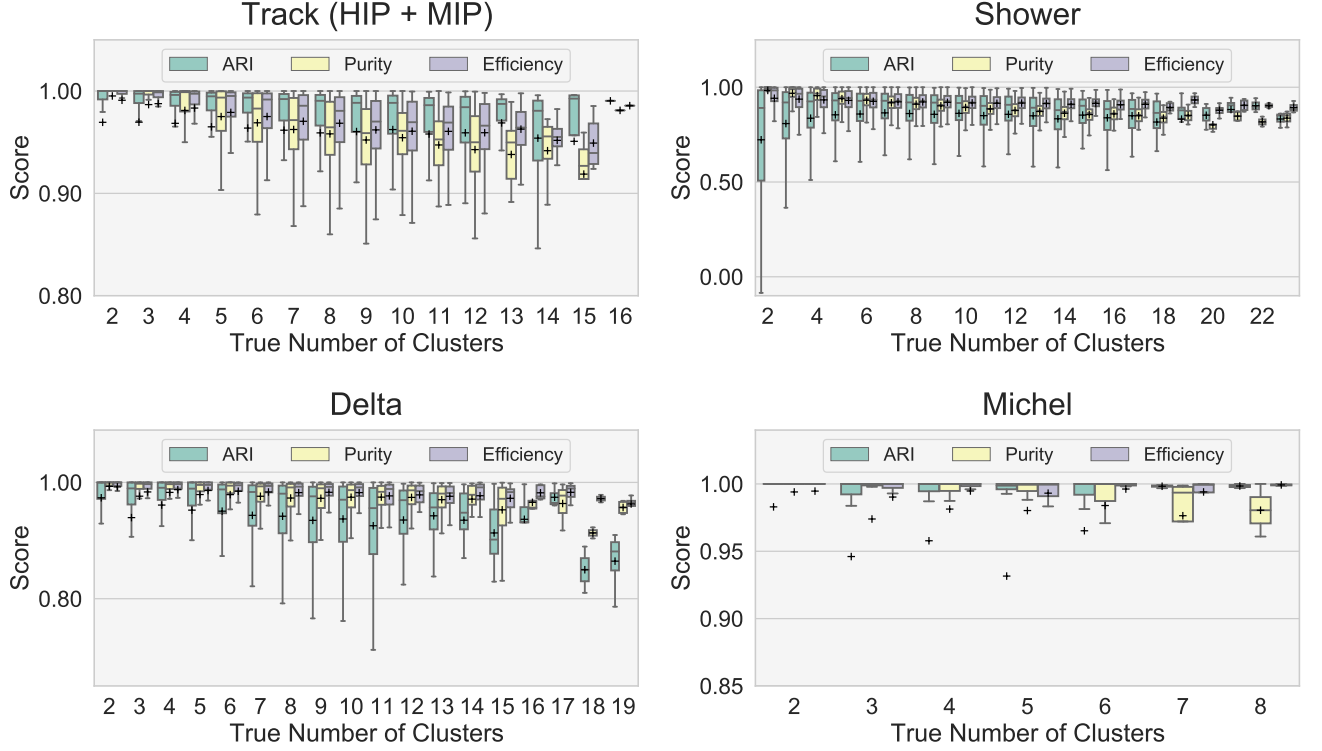 Track (HIP + MIP)
ARI Purity Efficiency
Score
1.00
0.90
0.80
2 3 4 5 6 7 8 9 10 11 12 13 14 15 16
True Number of Clusters
Shower
ARI Purity Efficiency
Score
1.00
0.50
0.00
2 4 6 8 10 12 14 16 18 20 22
True Number of Clusters
Delta
ARI Purity Efficiency
Score
1.00
0.80
2 3 4 5 6 7 8 9 10 11 12 13 14 15 16 17 18 19
True Number of Clusters
Michel
ARI Purity Efficiency
Score
1.00
0.95
0.90
0.85
2 3 4 5 6 7 8
True Number of Clusters